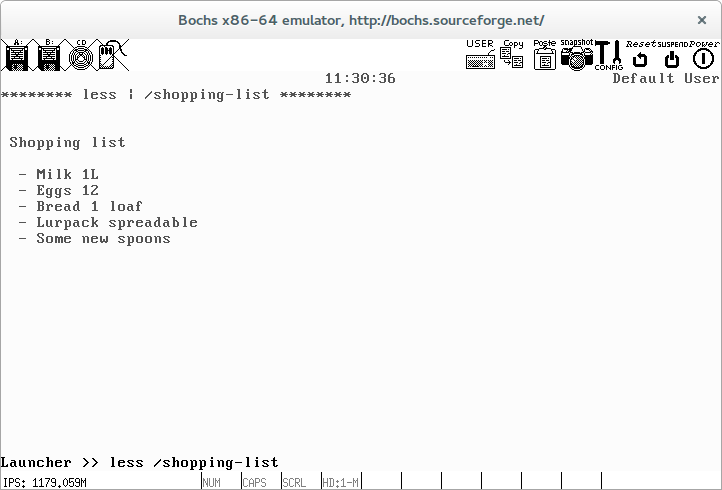 Bochs x86-64 emulator, http://bochs.sourceforge.net/
A: B: CD USER Copy Paste snapshot CONFIG Reset SUSPEND Power
11:30:36 Default User
******** less | /shopping-list ********
Shopping list
- Milk 1L
- Eggs 12
- Bread 1 loaf
- Lurpack spreadable
- Some new spoons
Launcher >> less /shopping-list
IPS: 1179.059M NUM CAPS SCRL HD:1-M